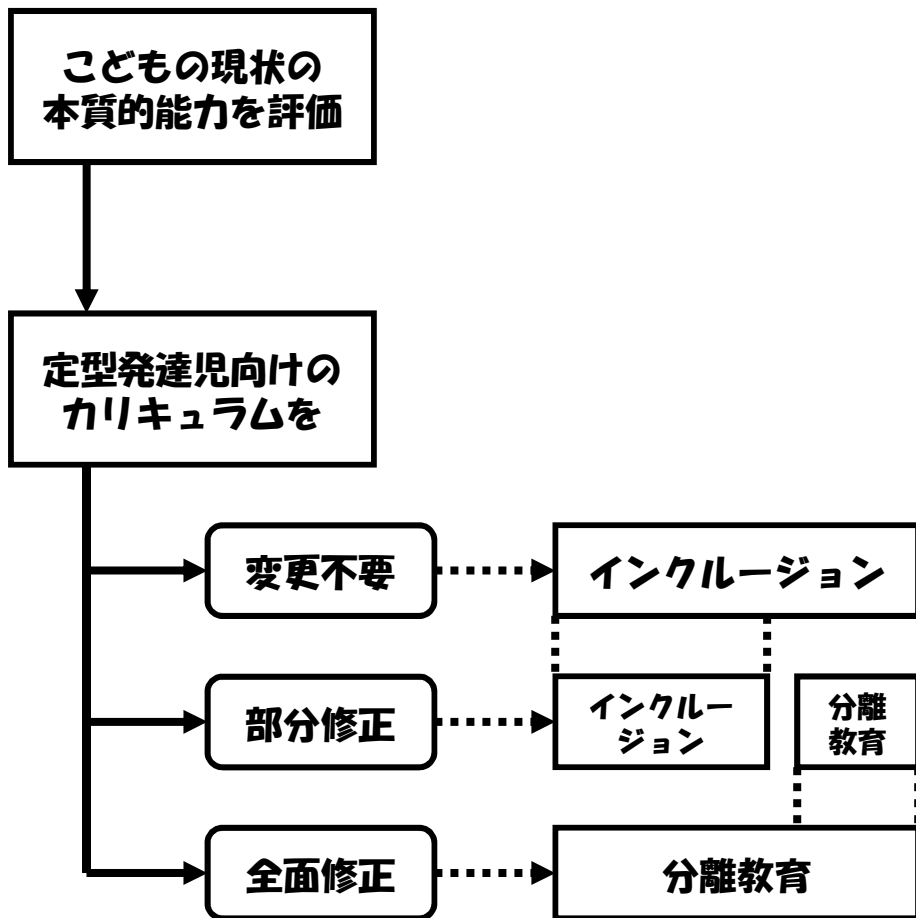 こどもの現状の
本質的能力を評価
定型発達児向けの
カリキュラムを
変更不要
インクルージョン
部分修正
インクルー
ジョン
分離
教育
全面修正
分離教育